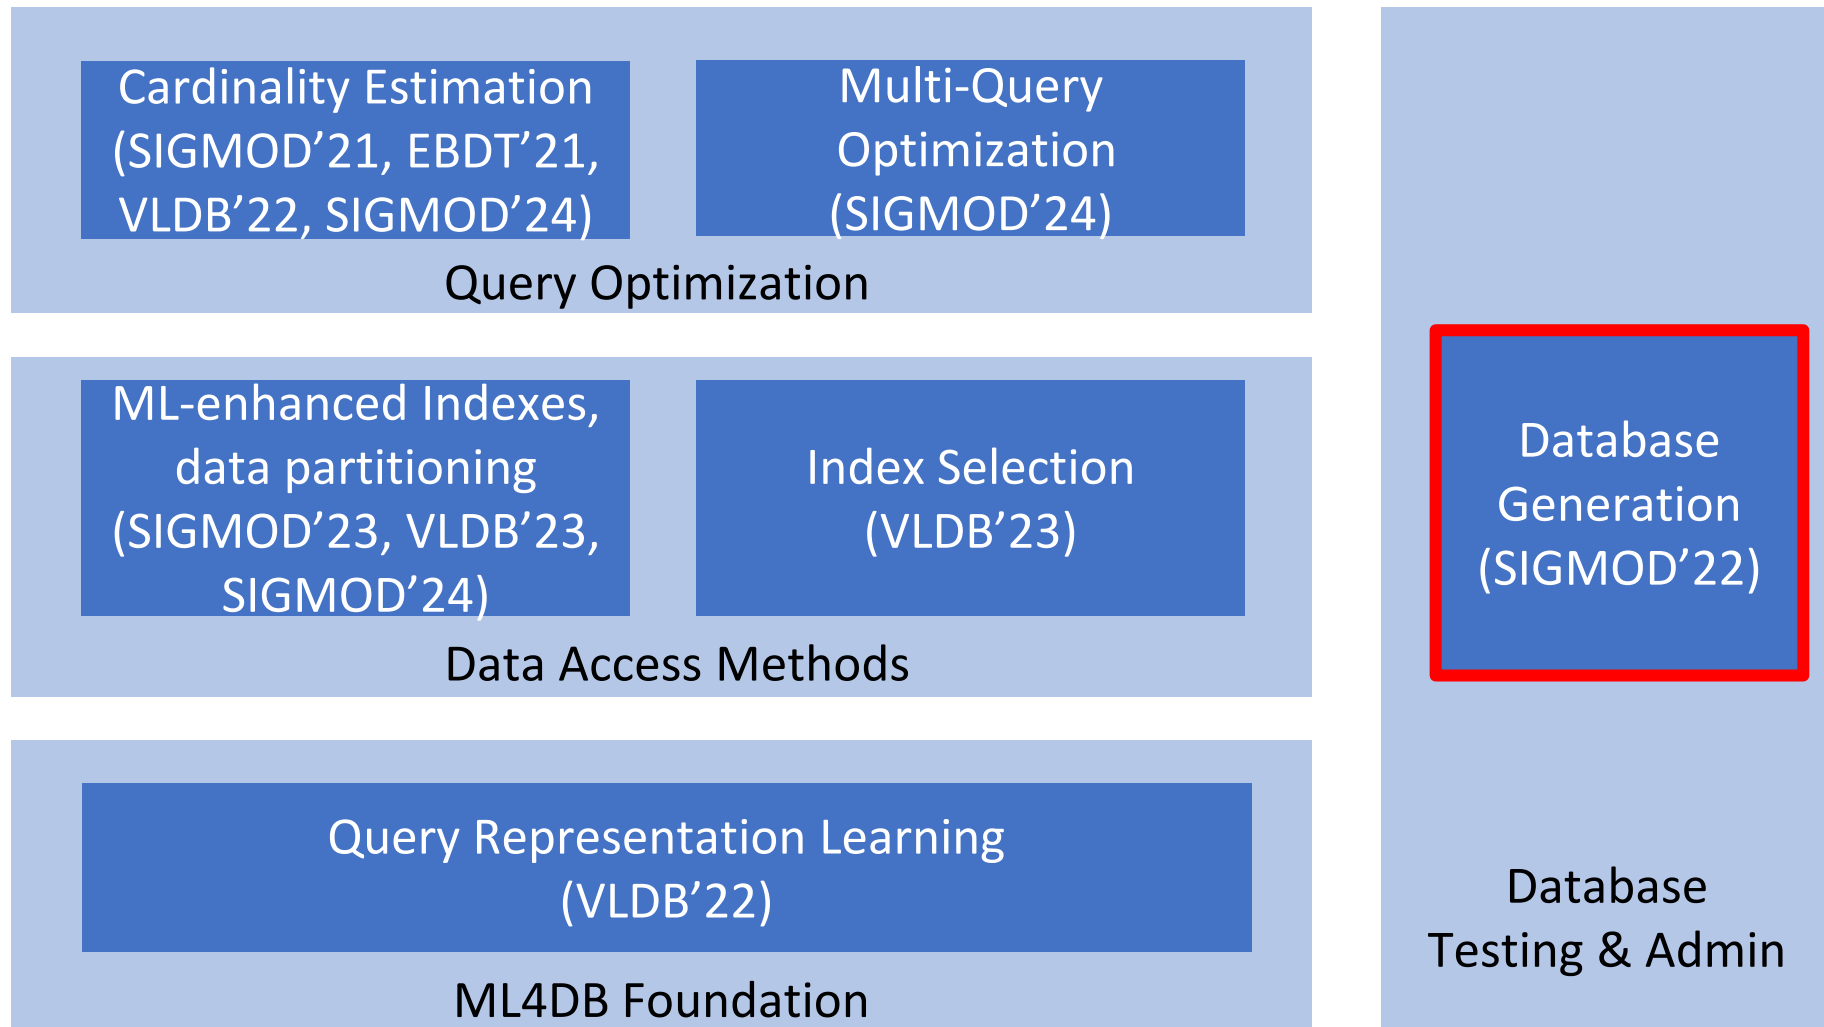 Cardinality Estimation
(SIGMOD’21, EBDT’21,
VLDB’22, SIGMOD’24)
Multi-Query
Optimization
(SIGMOD’24)
Query Optimization
ML-enhanced Indexes,
data partitioning
(SIGMOD’23, VLDB’23,
SIGMOD’24)
Index Selection
(VLDB’23)
Data Access Methods
Query Representation Learning
(VLDB’22)
ML4DB Foundation
Database
Generation
(SIGMOD’22)
Database
Testing & Admin